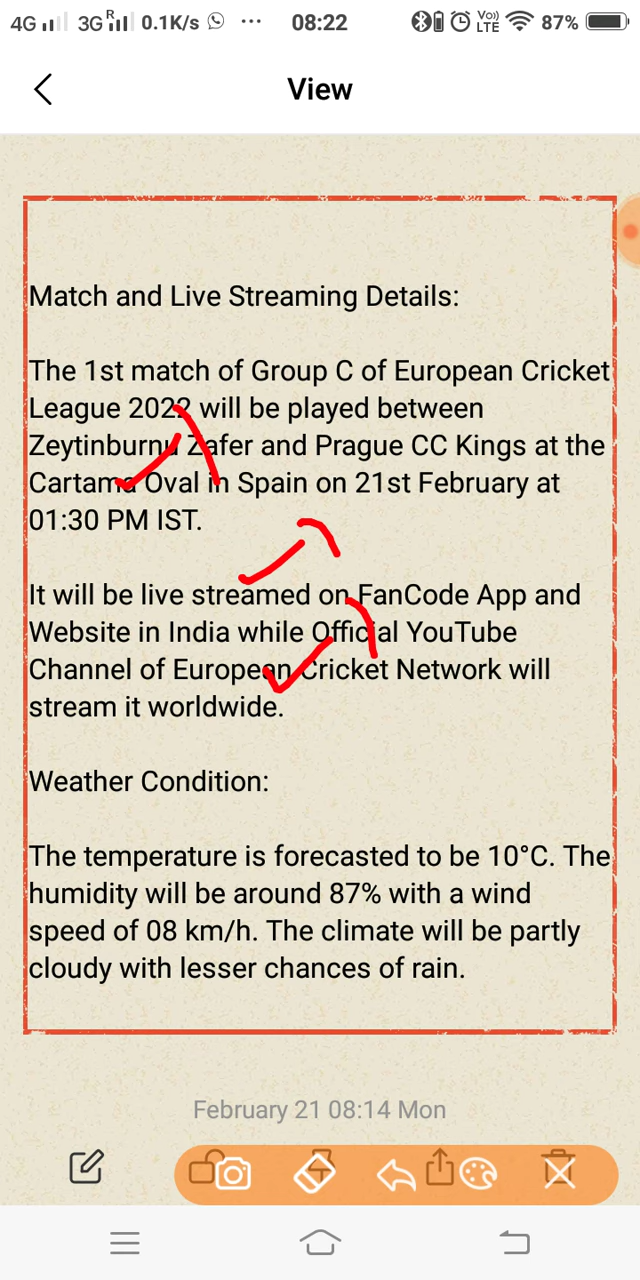 4G 3G R 0.1K/s ... 08:22 Vo)) LTE 87%
View
Match and Live Streaming Details:
The 1st match of Group C of European Cricket
League 2022 will be played between
Zeytinburnu Zafer and Prague CC Kings at the
Cartama Oval in Spain on 21st February at
01:30 PM IST.
It will be live streamed on FanCode App and
Website in India while Official YouTube
Channel of European Cricket Network will
stream it worldwide.
Weather Condition:
The temperature is forecasted to be 10°C. The
humidity will be around 87% with a wind
speed of 08 km/h. The climate will be partly
cloudy with lesser chances of rain.
February 21 08:14 Mon